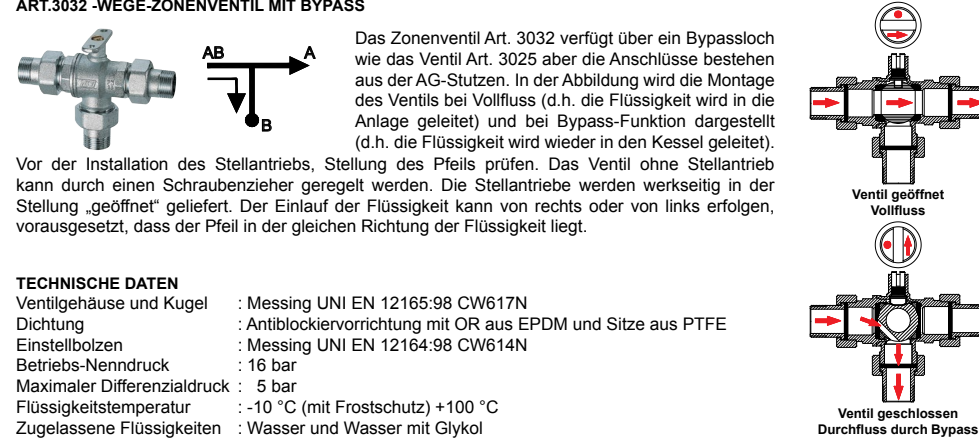 ART.3032 -WEGE-ZONENVENTIL MIT BYPASS
AB
A
B
Das Zonenventil Art. 3032 verfügt über ein Bypassloch
wie das Ventil Art. 3025 aber die Anschlüsse bestehen
aus der AG-Stutzen. In der Abbildung wird die Montage
des Ventils bei Vollfluss (d.h. die Flüssigkeit wird in die
Anlage geleitet) und bei Bypass-Funktion dargestellt
(d.h. die Flüssigkeit wird wieder in den Kessel geleitet).
Vor der Installation des Stellantriebs, Stellung des Pfeils prüfen. Das Ventil ohne Stellantrieb
kann durch einen Schraubenzieher geregelt werden. Die Stellantriebe werden werkseitig in der
Stellung „geöffnet“ geliefert. Der Einlauf der Flüssigkeit kann von rechts oder von links erfolgen,
vorausgesetzt, dass der Pfeil in der gleichen Richtung der Flüssigkeit liegt.
Ventil geöffnet
Vollfluss
TECHNISCHE DATEN
Ventilgehäuse und Kugel : Messing UNI EN 12165:98 CW617N
Dichtung : Antiblockiervorrichtung mit OR aus EPDM und Sitze aus PTFE
Einstellbolzen : Messing UNI EN 12164:98 CW614N
Betriebs-Nenndruck : 16 bar
Maximaler Differenzialdruck : 5 bar
Flüssigkeitstemperatur : -10 °C (mit Frostschutz) +100 °C
Zugelassene Flüssigkeiten : Wasser und Wasser mit Glykol
Ventil geschlossen
Durchfluss durch Bypass